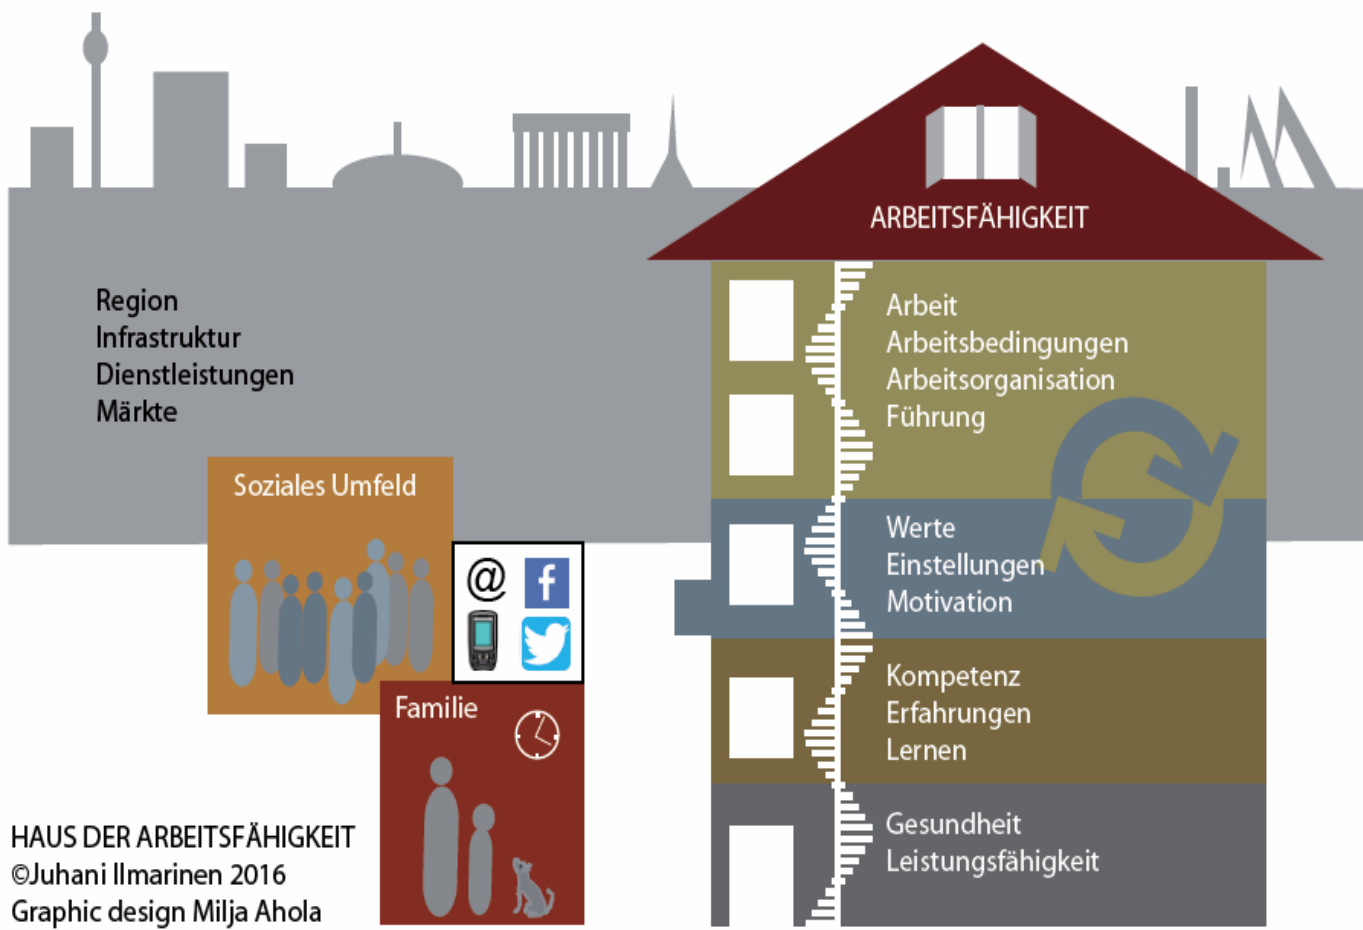 ARBEITSFÄHIGKEIT
Region
Infrastruktur
Dienstleistungen
Märkte
Arbeit
Arbeitsbedingungen
Arbeitsorganisation
Führung
Soziales Umfeld
@
f
Werte
Einstellungen
Motivation
Familie
Kompetenz
Erfahrungen
Lernen
Gesundheit
Leistungsfähigkeit
HAUS DER ARBEITSFÄHIGKEIT
©Juhani Ilmarinen 2016
Graphic design Milja Ahola